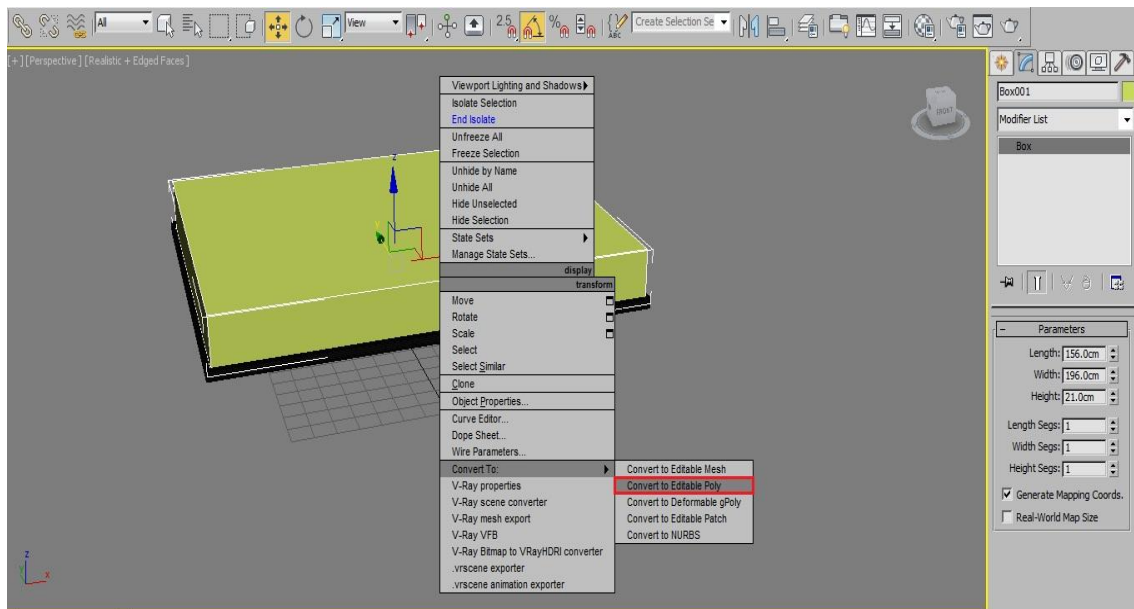 All
View
2.5
%
ABC
Create Selection Se
[+][Perspective][Realistic + Edged Faces]
FRONT
z
z
y
x
Viewport Lighting and Shadows
Isolate Selection
End Isolate
Unfreeze All
Freeze Selection
Unhide by Name
Unhide All
Hide Unselected
Hide Selection
State Sets
Manage State Sets...
display
transform
Move
Rotate
Scale
Select
Select Similar
Clone
Object Properties...
Curve Editor...
Dope Sheet...
Wire Parameters...
Convert To:
V-Ray properties
V-Ray scene converter
V-Ray mesh export
V-Ray VFB
V-Ray Bitmap to VRayHDRI converter
.vrscene exporter
.vrscene animation exporter
Convert to Editable Mesh
Convert to Editable Poly
Convert to Deformable gPoly
Convert to Editable Patch
Convert to NURBS
Box001
Modifier List
Box
Parameters
Length: 156.0cm
Width: 196.0cm
Height: 21.0cm
Length Segs: 1
Width Segs: 1
Height Segs: 1
Generate Mapping Coords.
Real-World Map Size